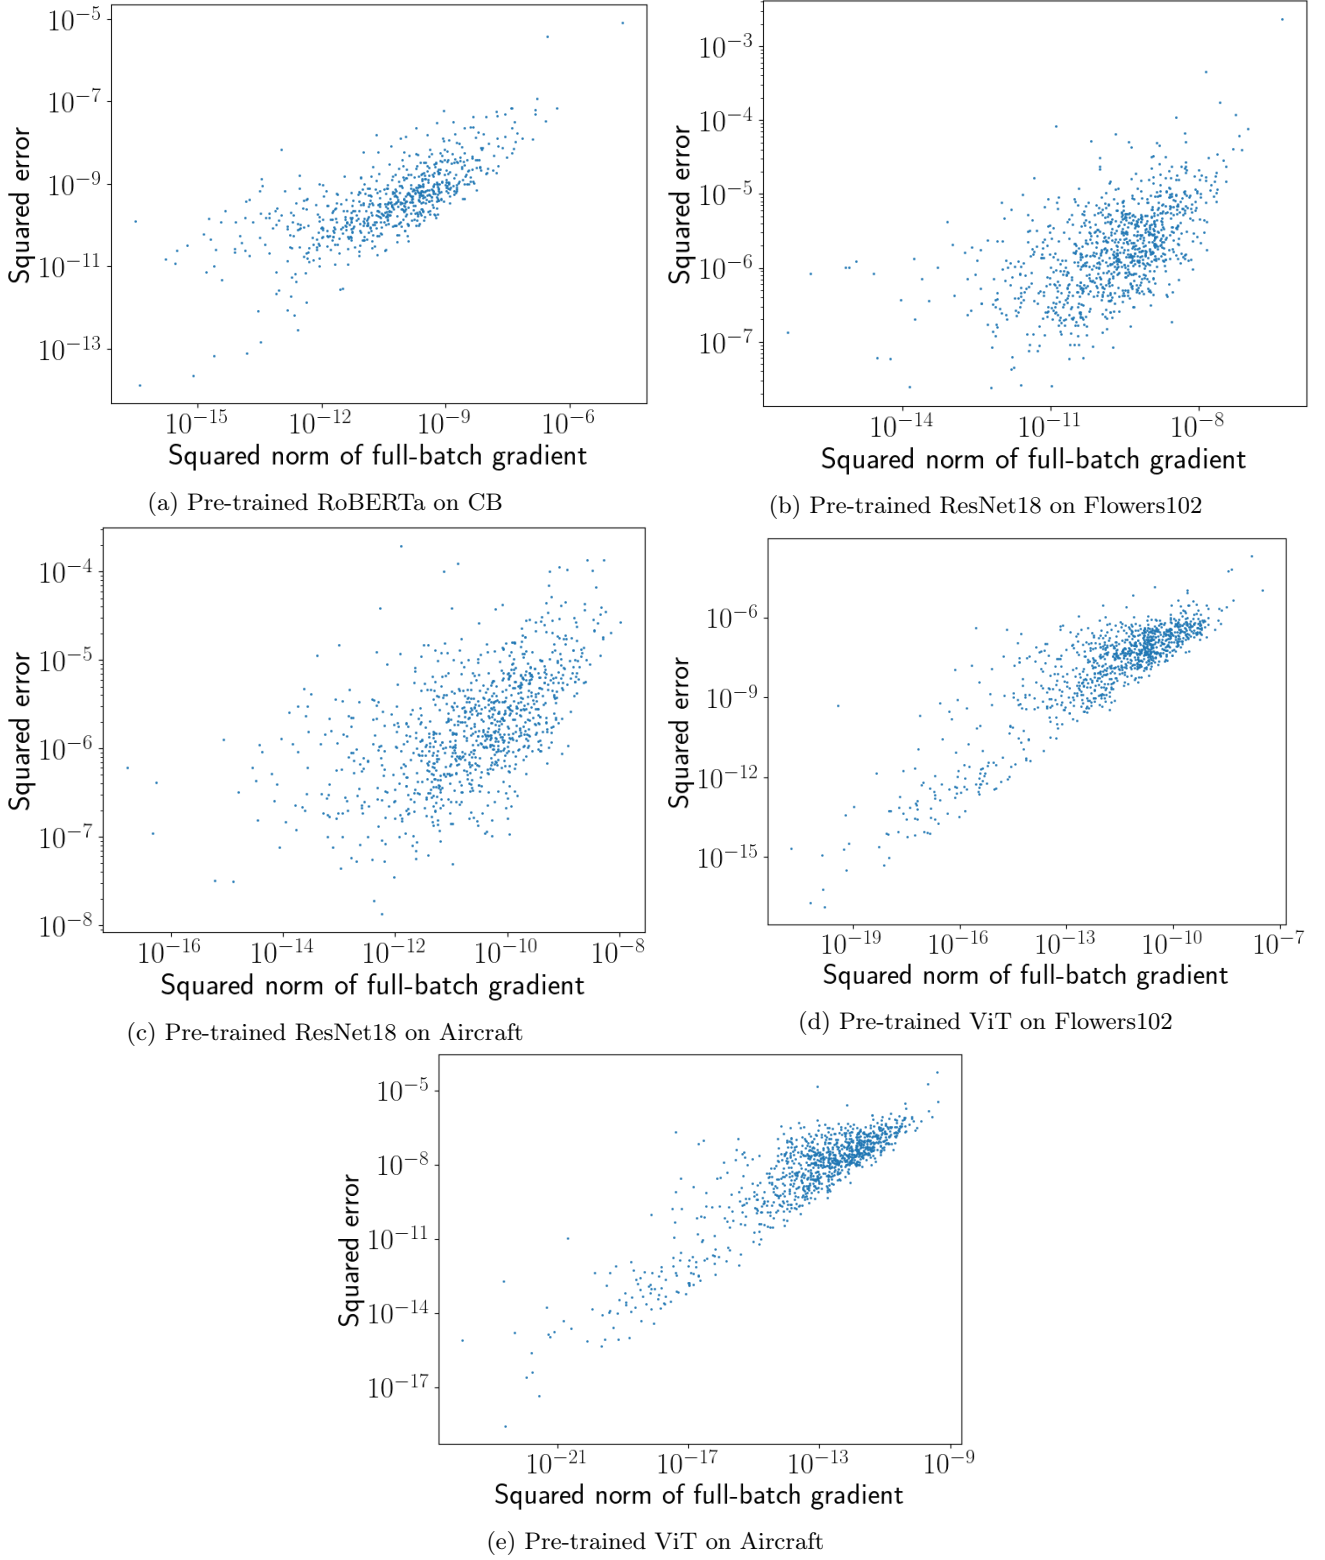 10^{-5}
10^{-7}
10^{-9}
10^{-11}
10^{-13}
Squared error
10^{-15} 10^{-12} 10^{-9} 10^{-6}
Squared norm of full-batch gradient
(a) Pre-trained RoBERTa on CB
10^{-3}
10^{-4}
10^{-5}
10^{-6}
10^{-7}
Squared error
10^{-14} 10^{-11} 10^{-8}
Squared norm of full-batch gradient
(b) Pre-trained ResNet18 on Flowers102
10^{-4}
10^{-5}
10^{-6}
10^{-7}
10^{-8}
Squared error
10^{-16} 10^{-14} 10^{-12} 10^{-10} 10^{-8}
Squared norm of full-batch gradient
(c) Pre-trained ResNet18 on Aircraft
10^{-6}
10^{-9}
10^{-12}
10^{-15}
Squared error
10^{-19} 10^{-16} 10^{-13} 10^{-10} 10^{-7}
Squared norm of full-batch gradient
(d) Pre-trained ViT on Flowers102
10^{-5}
10^{-8}
10^{-11}
10^{-14}
10^{-17}
Squared error
10^{-21} 10^{-17} 10^{-13} 10^{-9}
Squared norm of full-batch gradient
(e) Pre-trained ViT on Aircraft